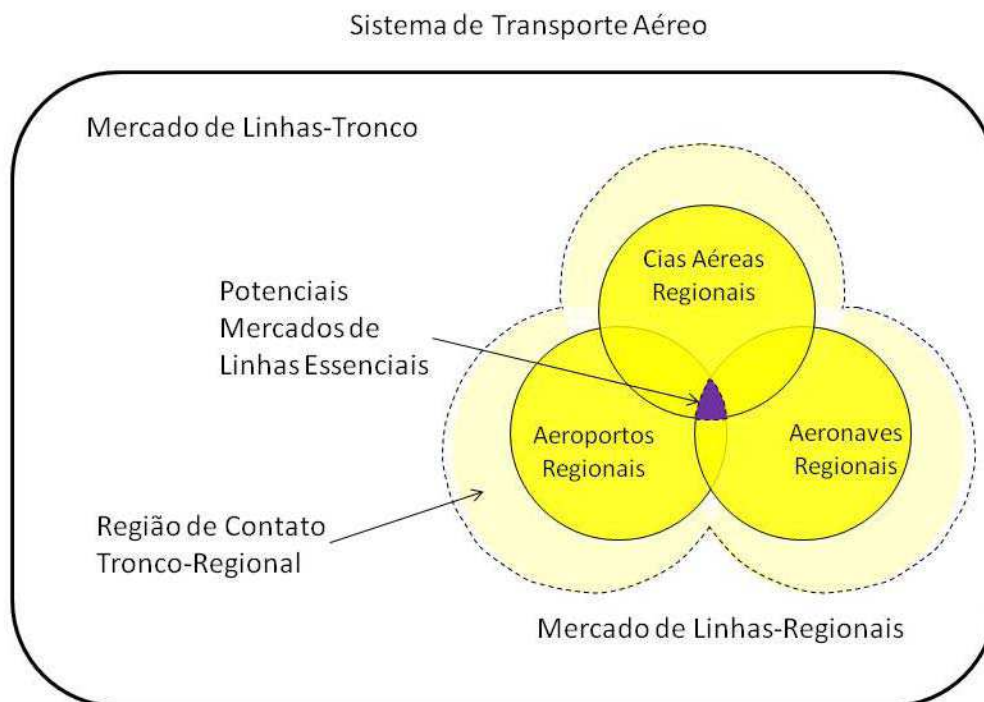 Sistema de Transporte Aéreo
Mercado de Linhas-Tronco
Cias Aéreas
Regionais
Potenciais
Mercados de
Linhas Essenciais
Aeroportos
Regionais
Aeronaves
Regionais
Região de Contato
Tronco-Regional
Mercado de Linhas-Regionais